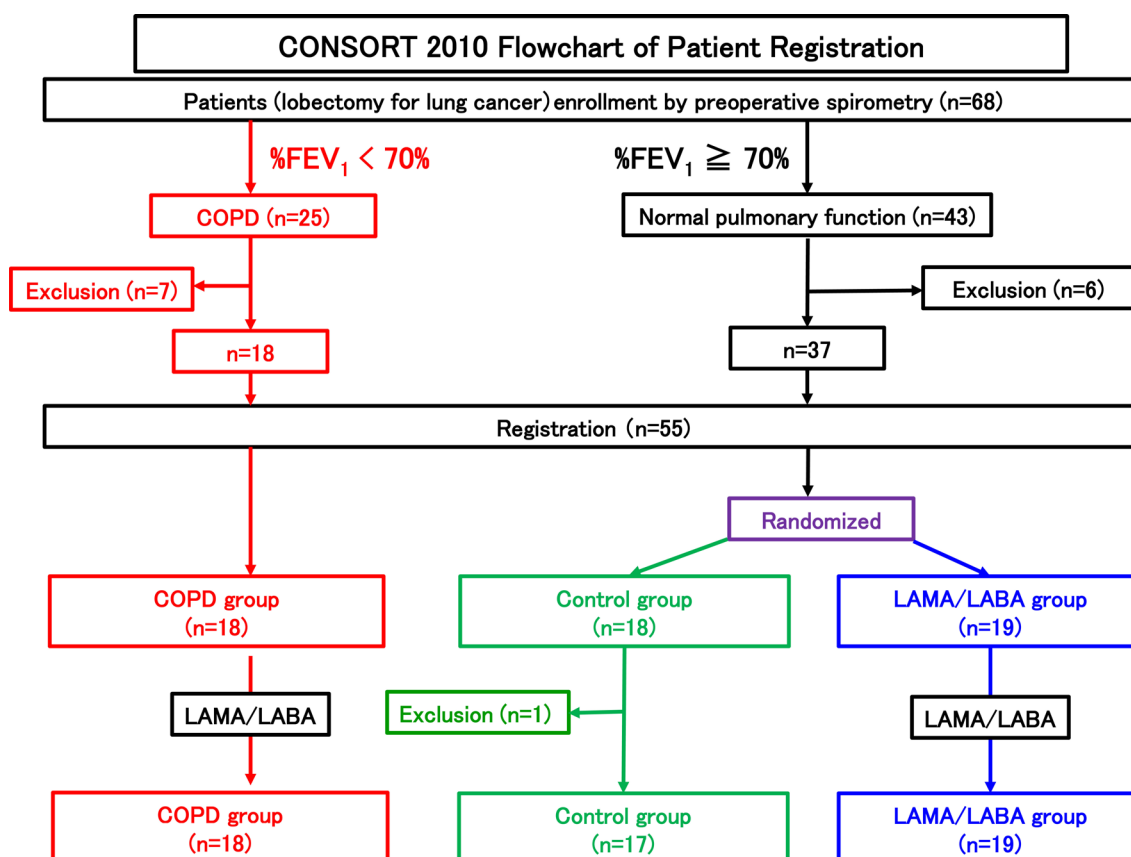 CONSORT 2010 Flowchart of Patient Registration
Patients (lobectomy for lung cancer) enrollment by preoperative spirometry (n=68)
%FEV₁ < 70%
%FEV₁ ≧ 70%
COPD (n=25)
Normal pulmonary function (n=43)
Exclusion (n=7)
Exclusion (n=6)
n=18
n=37
Registration (n=55)
Randomized
COPD group
(n=18)
Control group
(n=18)
LAMA/LABA group
(n=19)
LAMA/LABA
Exclusion (n=1)
LAMA/LABA
COPD group
(n=18)
Control group
(n=17)
LAMA/LABA group
(n=19)